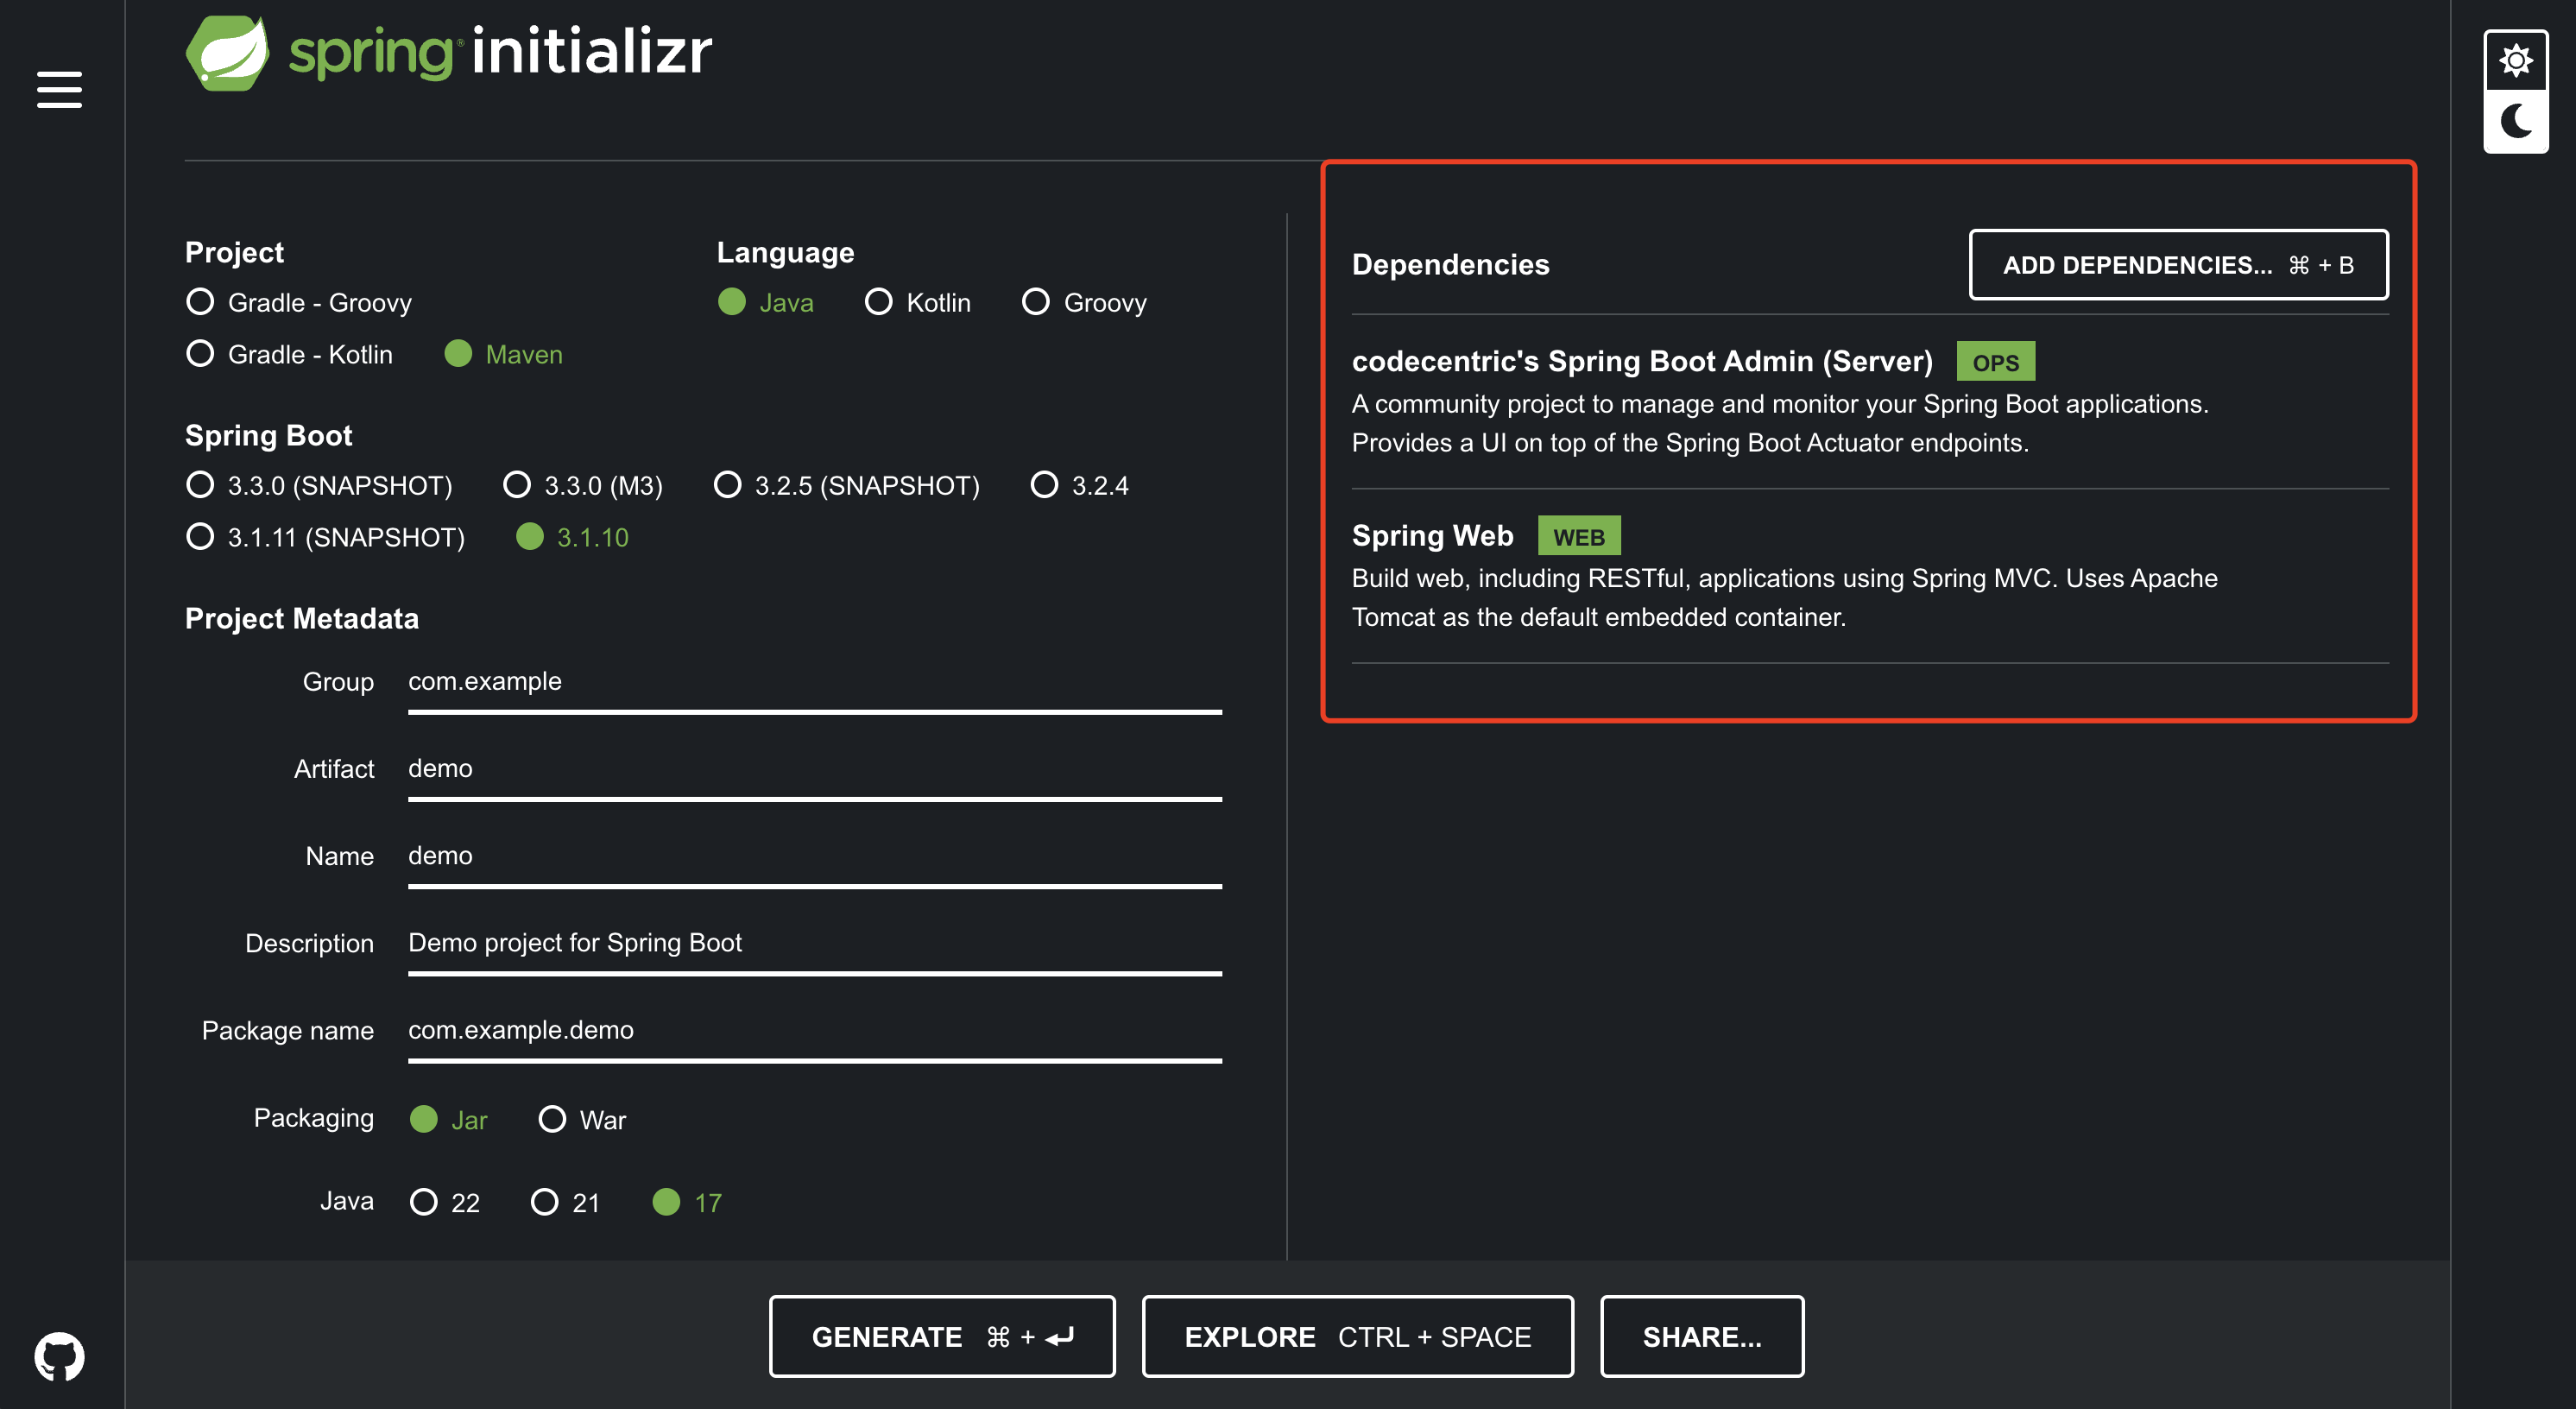 spring initializr
Project
Gradle - Groovy
Gradle - Kotlin Maven
Language
Java Kotlin Groovy
Spring Boot
3.3.0 (SNAPSHOT) 3.3.0 (M3) 3.2.5 (SNAPSHOT) 3.2.4
3.1.11 (SNAPSHOT) 3.1.10
Project Metadata
Group com.example
Artifact demo
Name demo
Description Demo project for Spring Boot
Package name com.example.demo
Packaging Jar War
Java 22 21 17
Dependencies ADD DEPENDENCIES... ⌘ + B
codecentric's Spring Boot Admin (Server) OPS
A community project to manage and monitor your Spring Boot applications.
Provides a UI on top of the Spring Boot Actuator endpoints.
Spring Web WEB
Build web, including RESTful, applications using Spring MVC. Uses Apache
Tomcat as the default embedded container.
GENERATE ⌘ + ⏎ EXPLORE CTRL + SPACE SHARE...